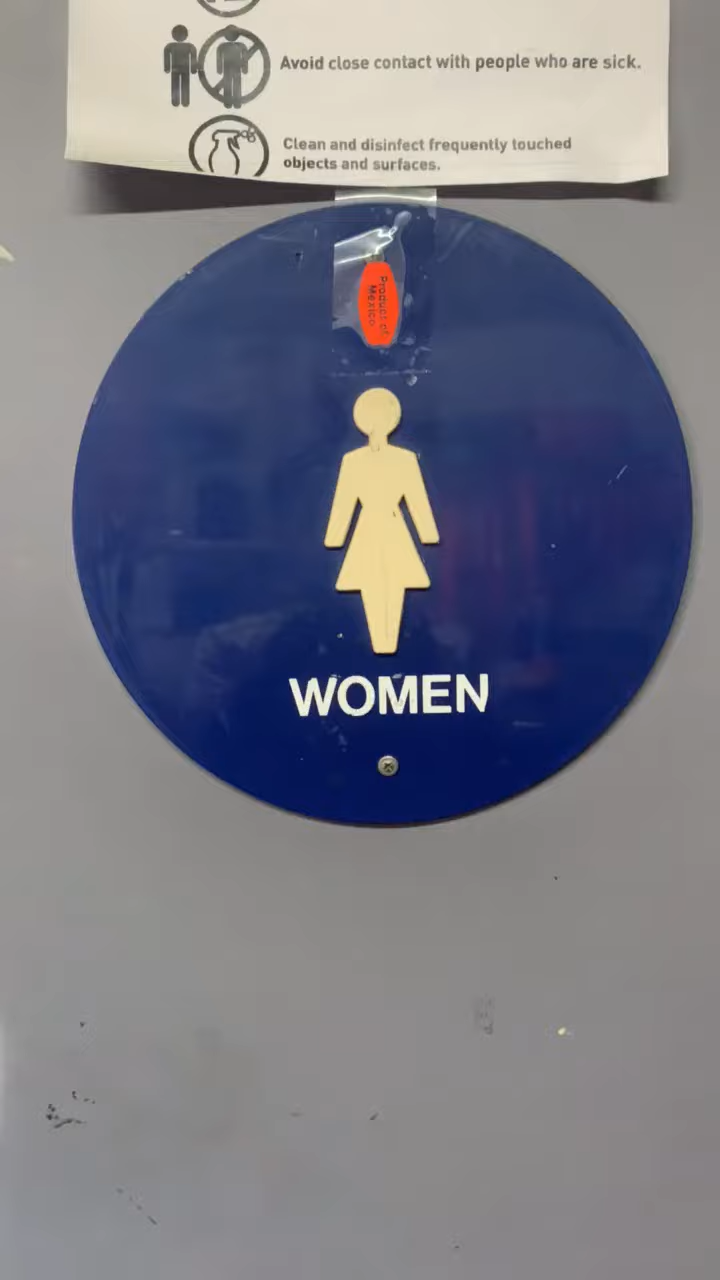 Avoid close contact with people who are sick.
Clean and disinfect frequently touched
objects and surfaces.
Product of
Mexico
WOMEN